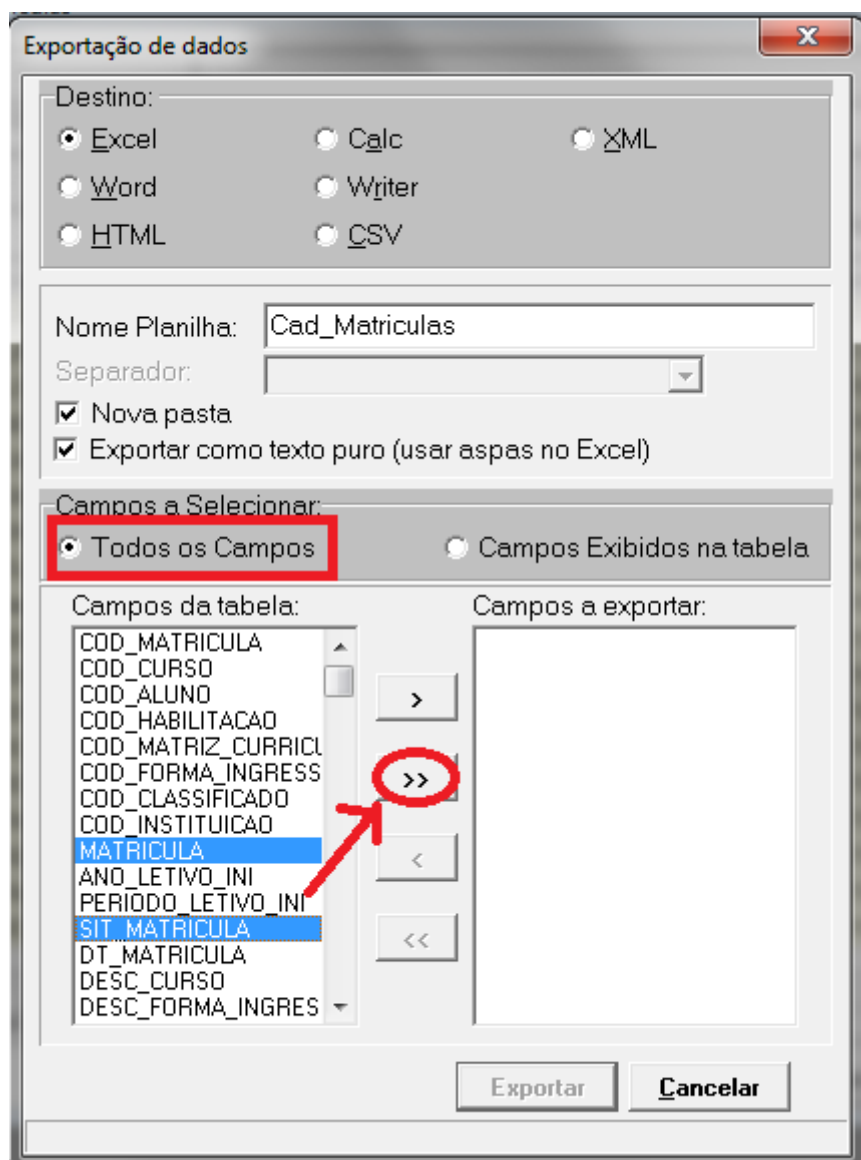 Exportação de dados
Destino:
Excel Calc XML
Word Writer
HTML CSV
Nome Planilha: Cad_Matriculas
Separador:
Nova pasta
Exportar como texto puro (usar aspas no Excel)
Campos a Selecionar:
Todos os Campos Campos Exibidos na tabela
Campos da tabela: Campos a exportar:
COD_MATRICULA
COD_CURSO
COD_ALUNO
COD_HABILITACAO
COD_MATRIZ_CURRICU
COD_FORMA_INGRESS
COD_CLASSIFICADO
COD_INSTITUICAO
MATRICULA
ANO_LETIVO_INI
PERIODO_LETIVO_INI
SIT_MATRICULA
DT_MATRICULA
DESC_CURSO
DESC_FORMA_INGRES
>
>>
<
<<
Exportar Cancelar